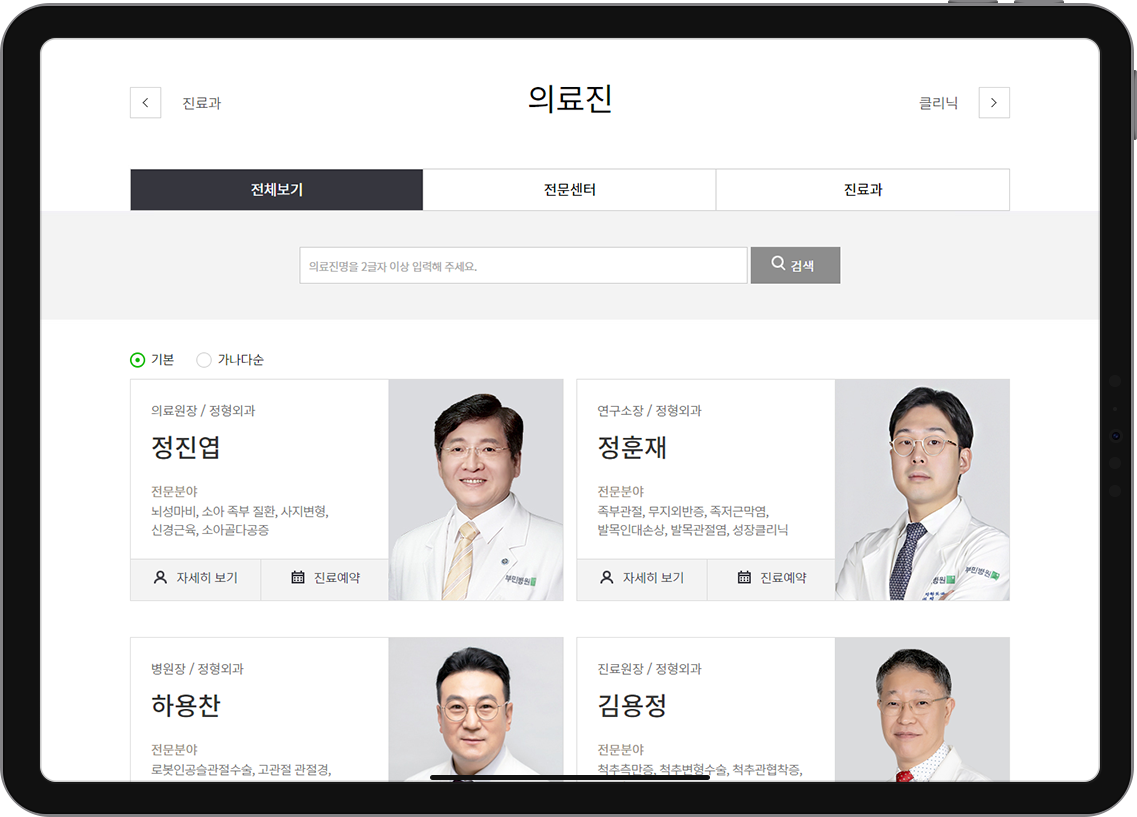 진료과
의료진
클리닉
전체보기
전문센터
진료과
의료진명을 2글자 이상 입력해 주세요.
검색
기본
가나다순
의료원장 / 정형외과
정진엽
전문분야
뇌성마비, 소아 족부 질환, 사지변형,
신경근육, 소아골다공증
자세히 보기
진료예약
부민병원
연구소장 / 정형외과
정훈재
전문분야
족부관절, 무지외반증, 족저근막염,
발목인대손상, 발목관절염, 성장클리닉
자세히 보기
진료예약
병원
부민병원
병원장 / 정형외과
하용찬
전문분야
로봇인공슬관절수술, 고관절 관절경,
진료원장 / 정형외과
김용정
전문분야
척추측만증, 척추변형수술, 척추관협착증,